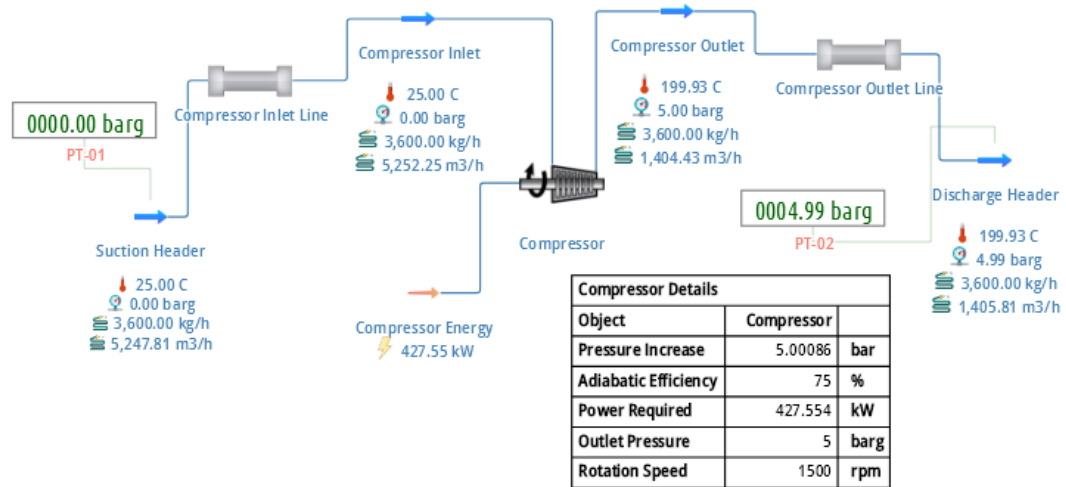 Compressor Inlet
25.00 C
0.00 barg
3,600.00 kg/h
5,252.25 m3/h
Compressor Outlet
199.93 C
5.00 barg
3,600.00 kg/h
1,404.43 m3/h
Compressor Inlet Line
Comrpessor Outlet Line
0000.00 barg
PT-01
Suction Header
25.00 C
0.00 barg
3,600.00 kg/h
5,247.81 m3/h
Compressor
0004.99 barg
PT-02
Discharge Header
199.93 C
4.99 barg
3,600.00 kg/h
1,405.81 m3/h
Compressor Energy
427.55 kW
Compressor Details
Object Compressor
Pressure Increase 5.00086 bar
Adiabatic Efficiency 75 %
Power Required 427.554 kW
Outlet Pressure 5 barg
Rotation Speed 1500 rpm